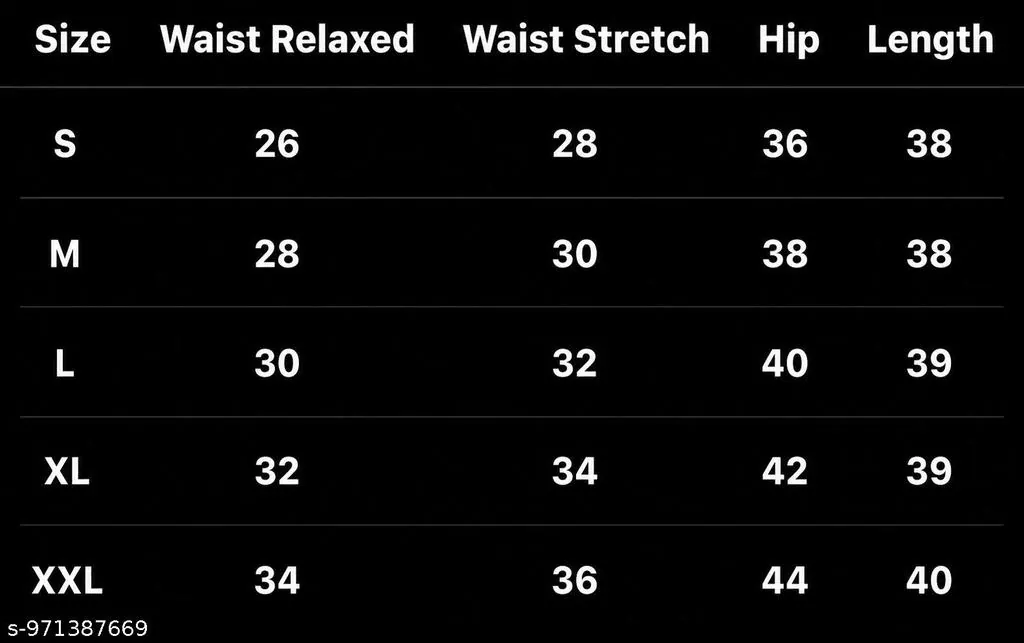 Size Waist Relaxed Waist Stretch Hip Length
S 26 28 36 38
M 28 30 38 38
L 30 32 40 39
XL 32 34 42 39
XXL 34 36 44 40
s-971387669